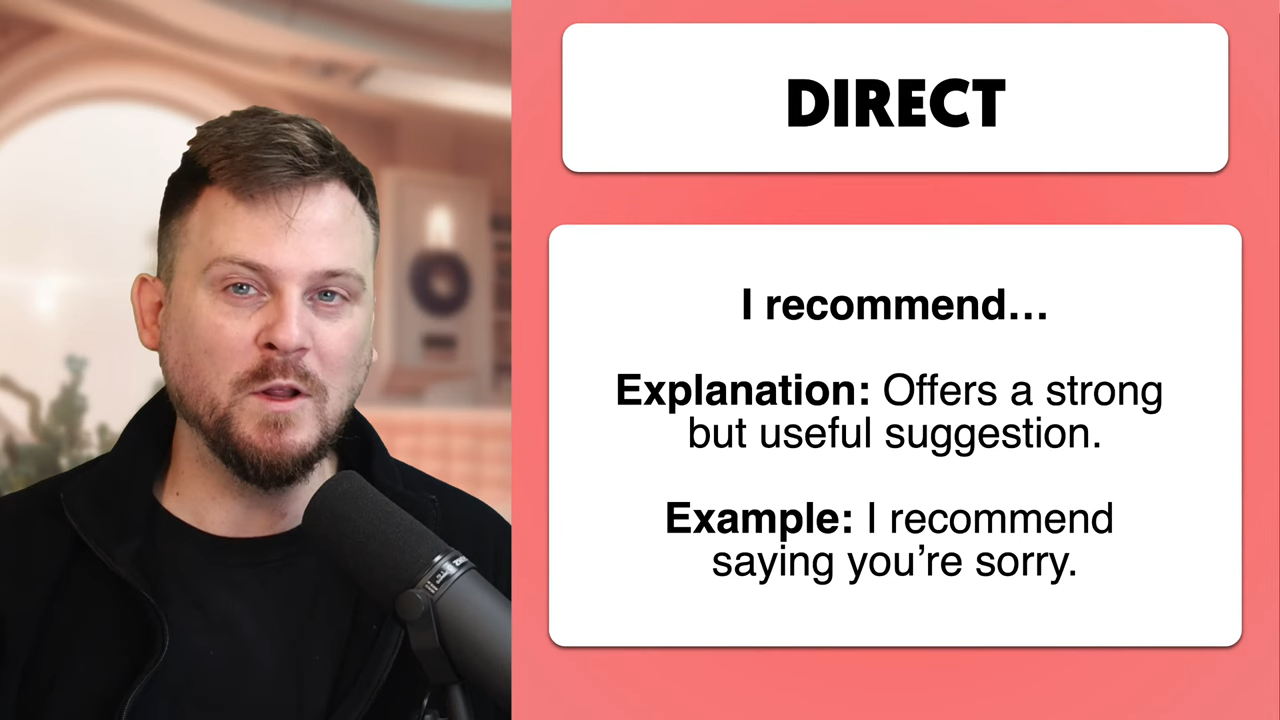 DIRECT
I recommend…
Explanation: Offers a strong
but useful suggestion.
Example: I recommend
saying you’re sorry.